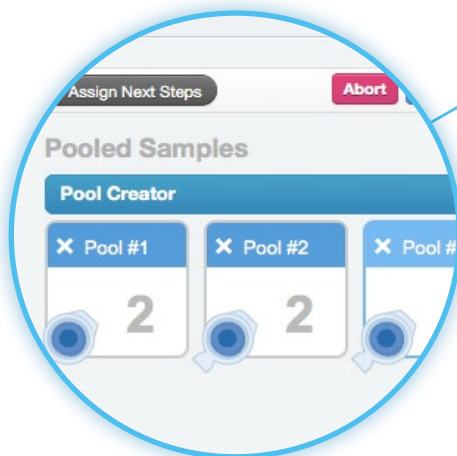 Assign Next Steps
Abort
Pooled Samples
Pool Creator
Pool #1
Pool #2
Pool #
2
2